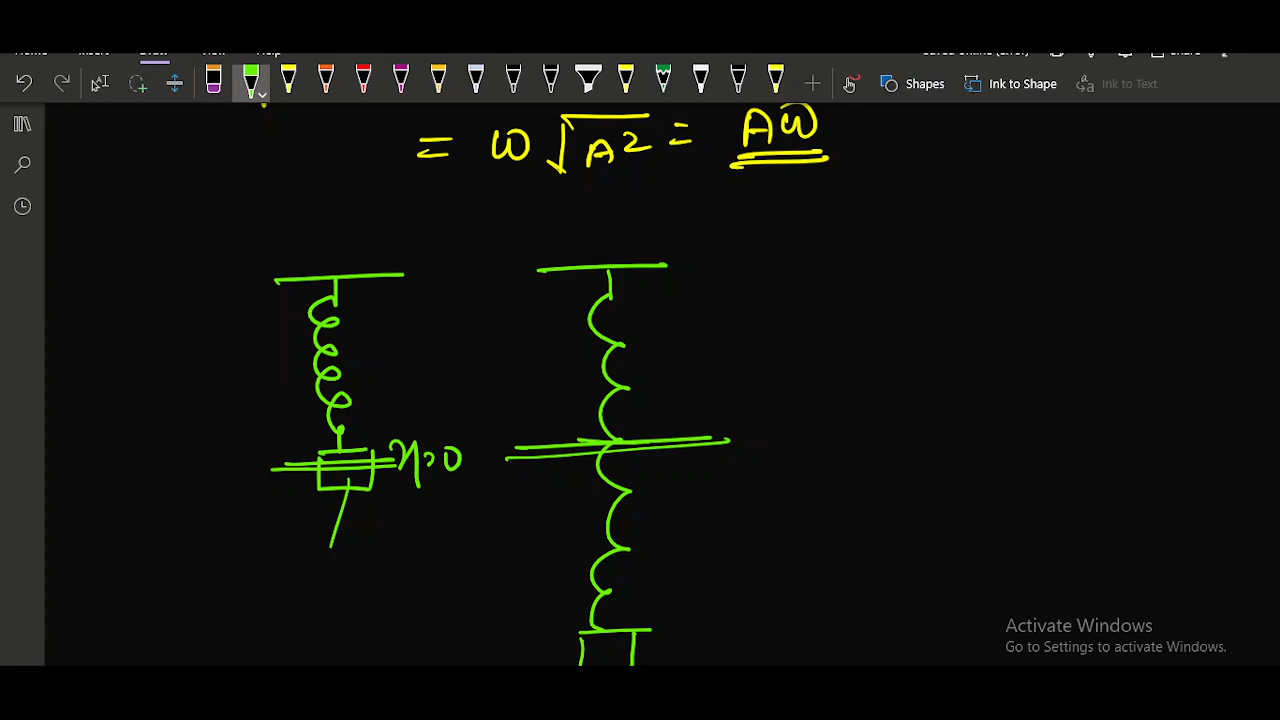 Shapes
Ink to Shape
Ink to Text
= ω √A² = Aω
x=0
Activate Windows
Go to Settings to activate Windows.